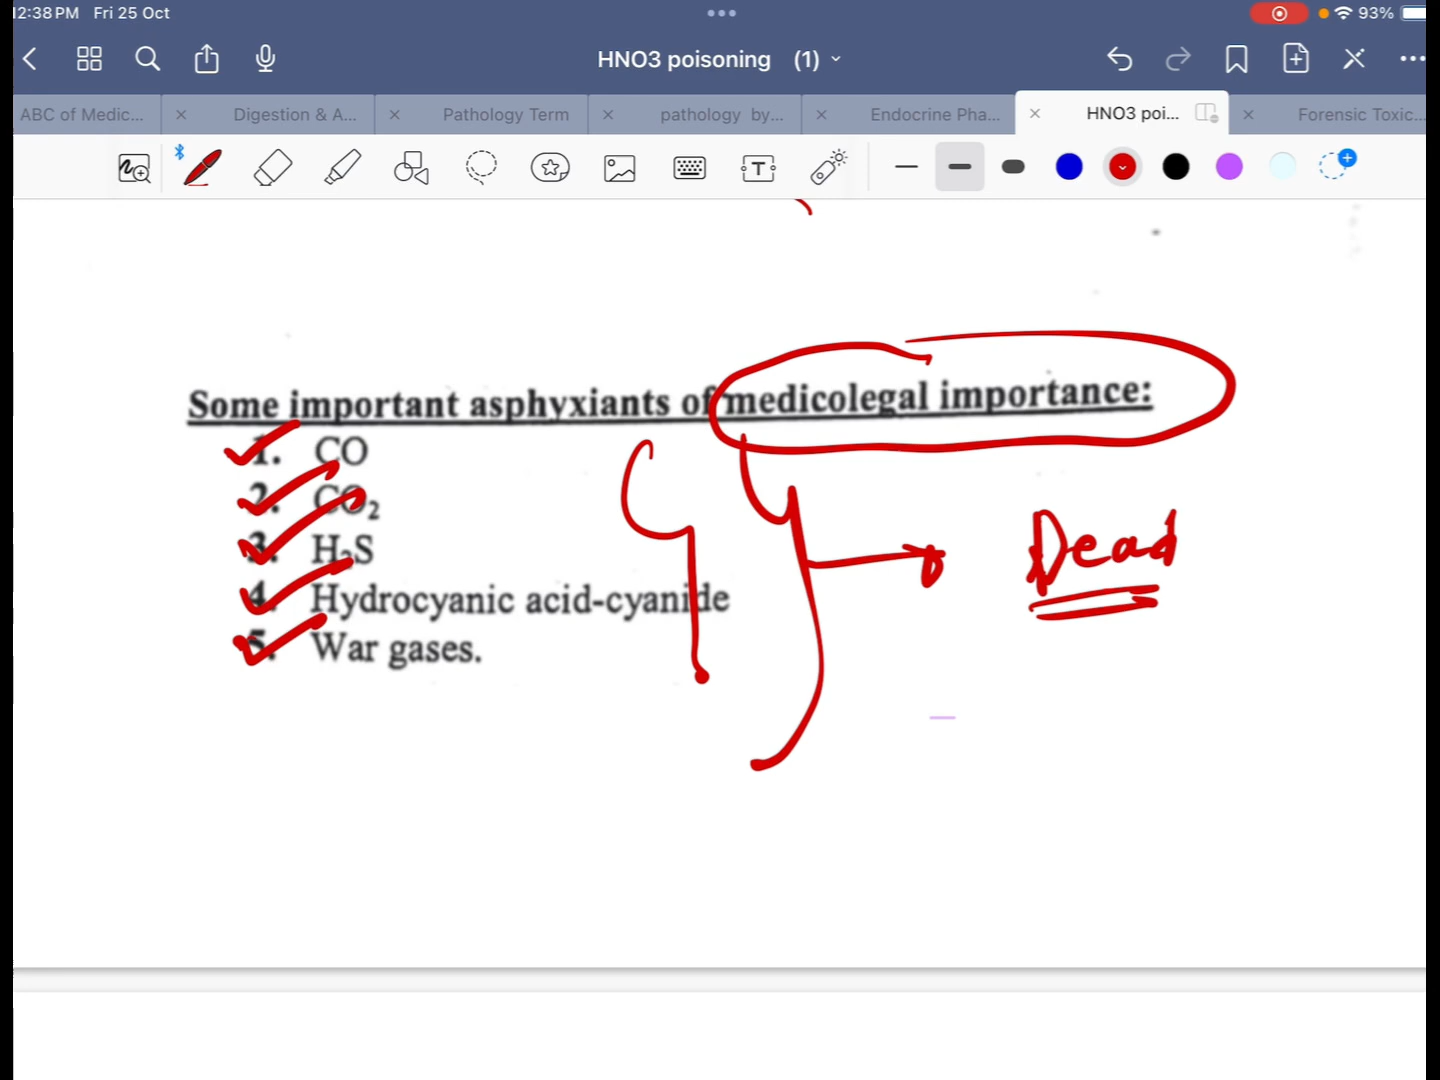 12:38 PM Fri 25 Oct
93%
HNO3 poisoning (1)
ABC of Medic...
Digestion & A...
Pathology Term
pathology by...
Endocrine Pha...
HNO3 poi...
Forensic Toxic...
T
Some important asphyxiants of medicolegal importance:
1. CO
2. CO₂
3. H₂S
4. Hydrocyanic acid-cyanide
5. War gases.
Dead